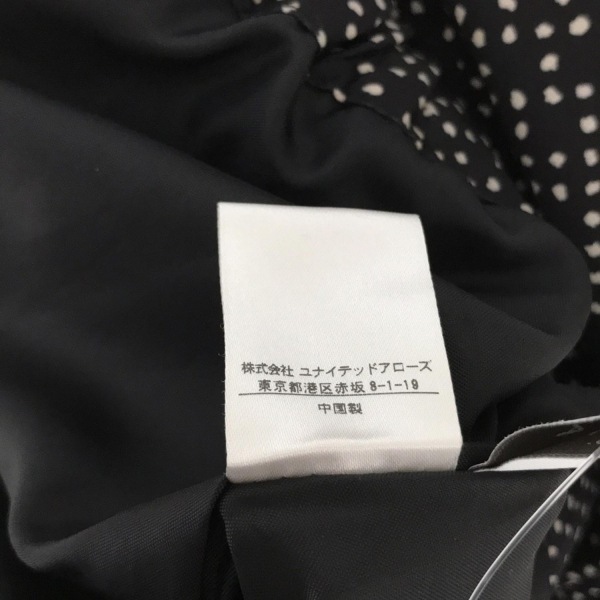 株式会社 ユナイテッドアローズ
東京都港区赤坂 8-1-19
中国製